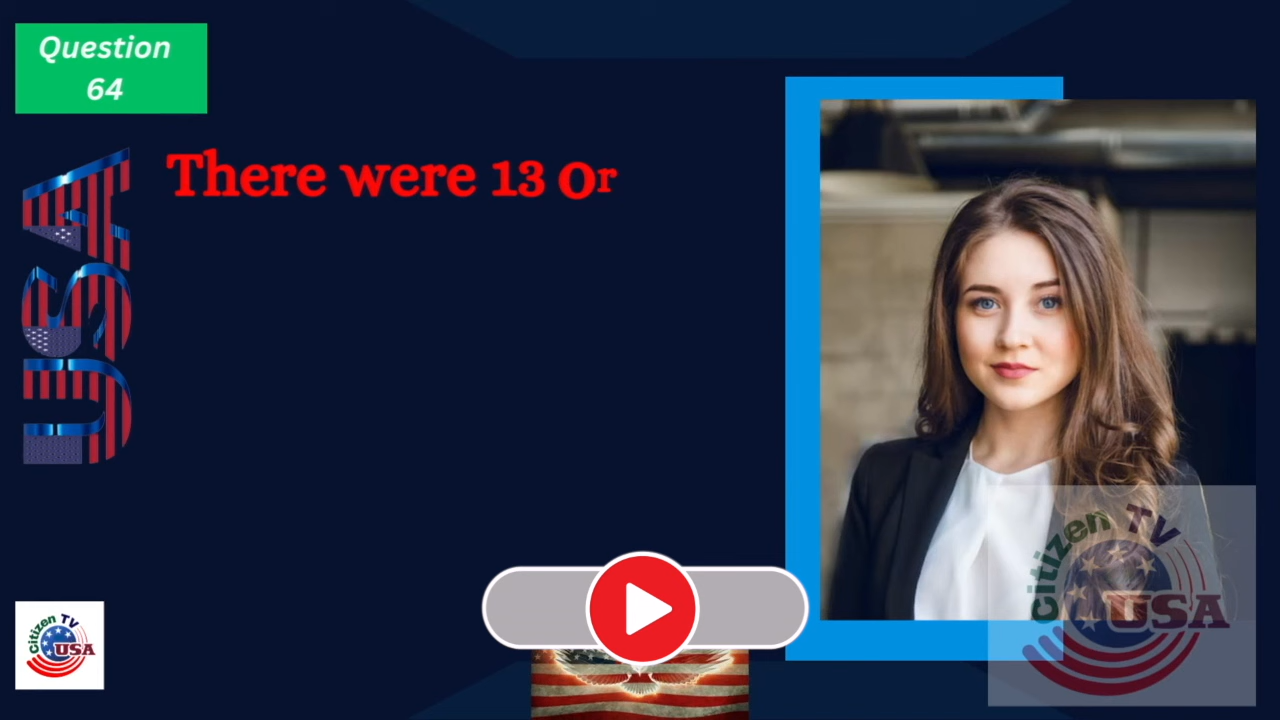 Question
64
There were 13 Or
USA
Citizen TV
USA
Citizen TV
USA